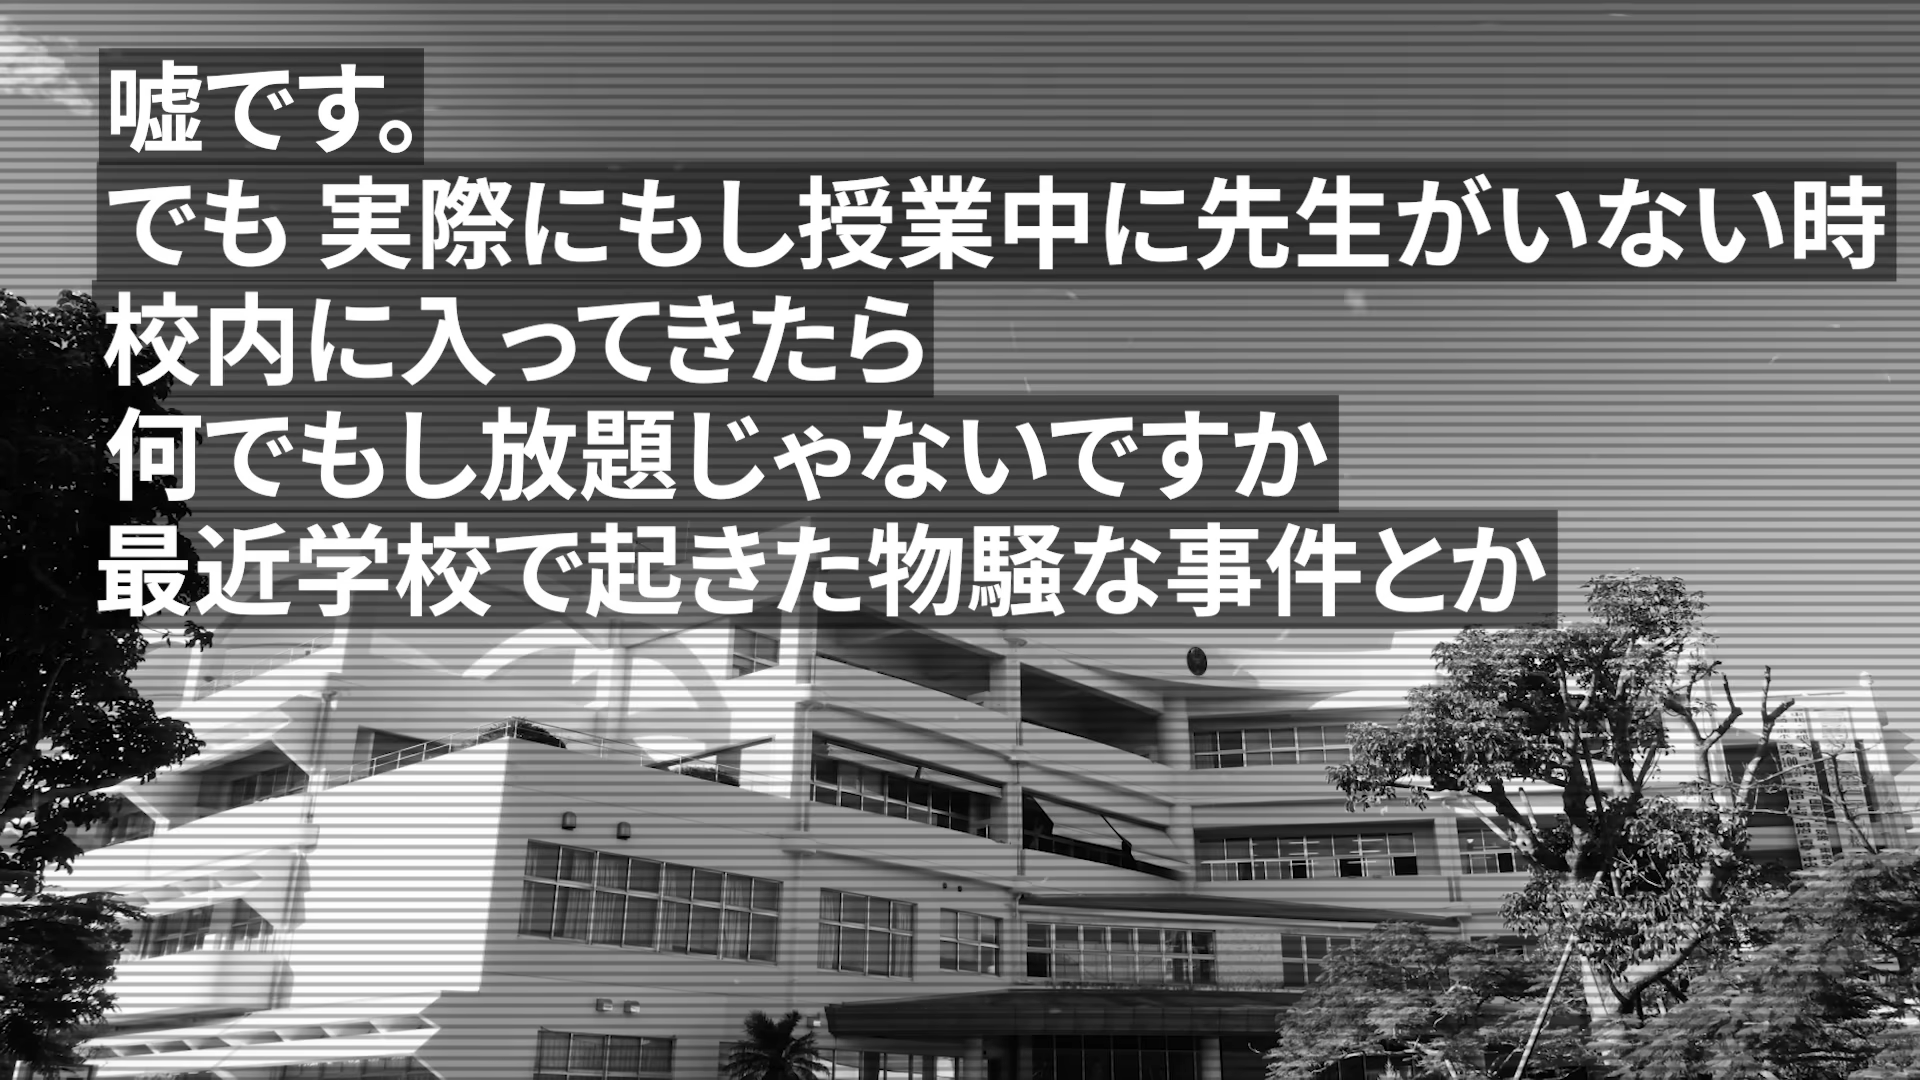 嘘です。
でも 実際にもし授業中に先生がいない時
校内に入ってきたら
何でもし放題じゃないですか
最近学校で起きた物騒な事件とか